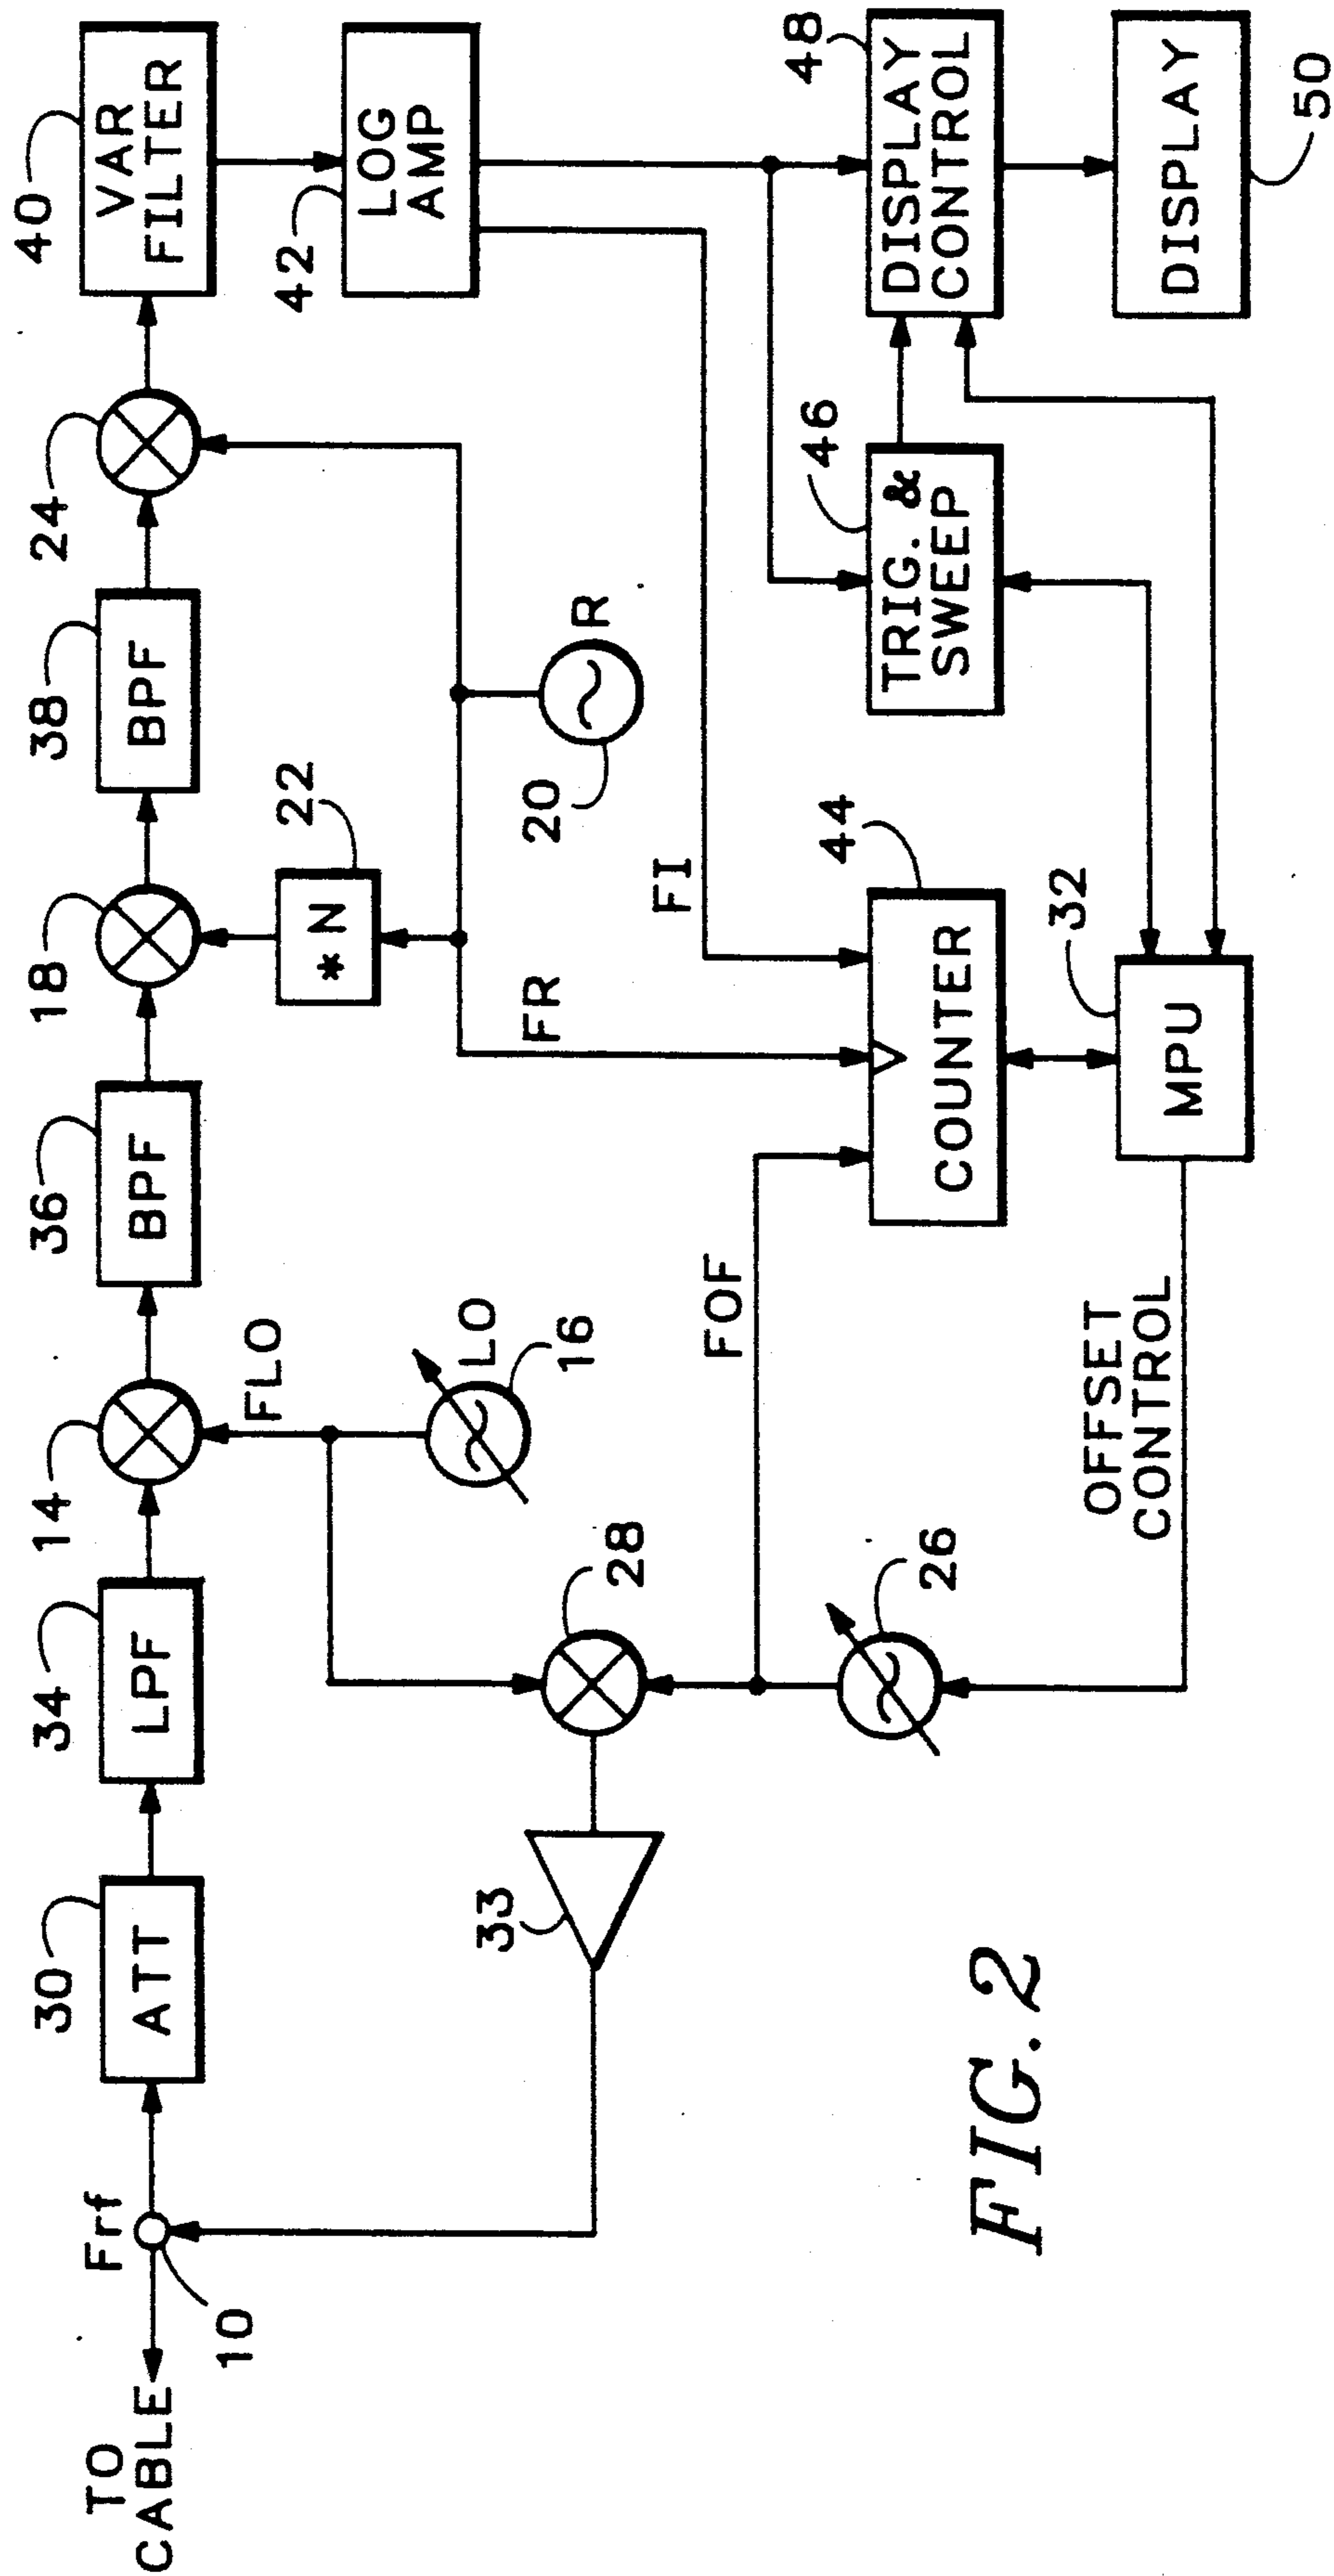 TO
CABLE
Frf
10
30
ATT
34
LPF
14
FLO
LO
16
36
BPF
18
* N
22
38
BPF
24
40
VAR
FILTER
42
LOG
AMP
33
28
26
FOF
FR
FI
20
R
44
COUNTER
46
TRIG. &
SWEEP
48
DISPLAY
CONTROL
OFFSET
CONTROL
32
MPU
DISPLAY
50
FIG. 2